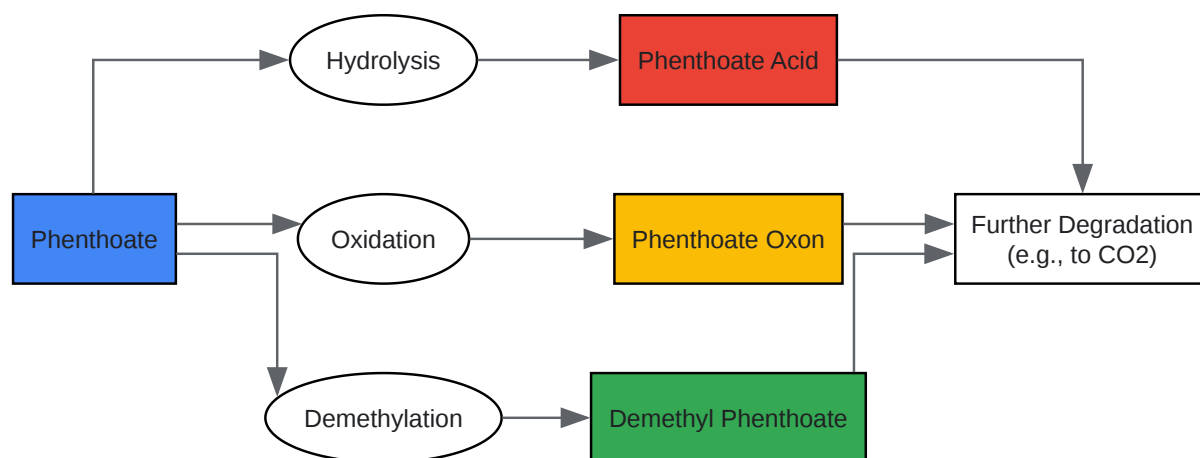 Hydrolysis
Phenthoate Acid
Phenthoate
Oxidation
Phenthoate Oxon
Further Degradation
(e.g., to CO2)
Demethylation
Demethyl Phenthoate